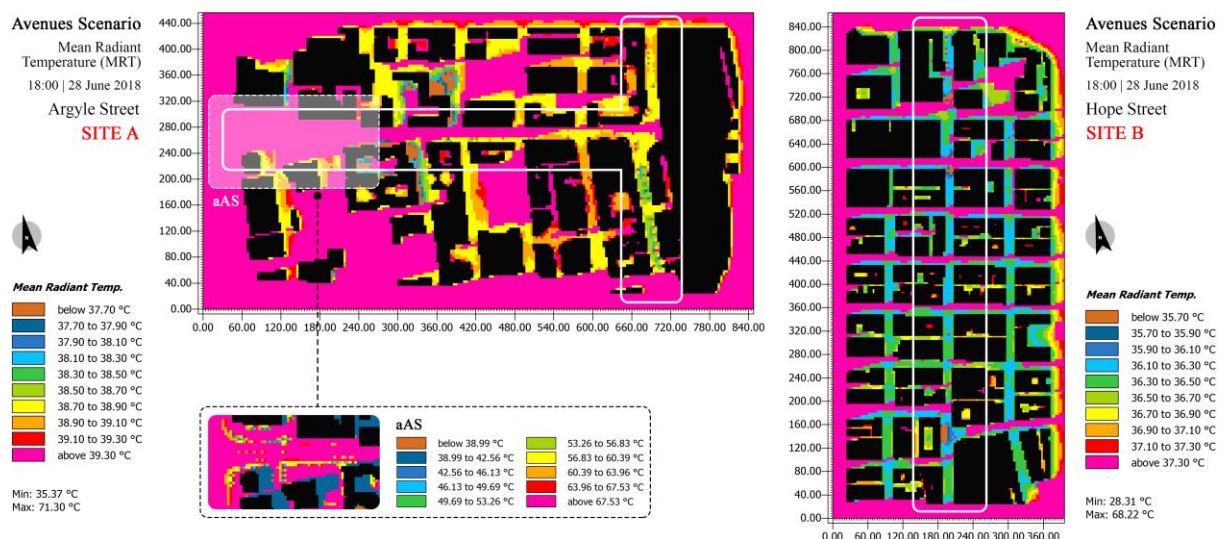 Avenues Scenario
Mean Radiant
Temperature (MRT)
18:00 | 28 June 2018
Argyle Street
SITE A
N
Mean Radiant Temp.
below 37.70 °C
37.70 to 37.90 °C
37.90 to 38.10 °C
38.10 to 38.30 °C
38.30 to 38.50 °C
38.50 to 38.70 °C
38.70 to 38.90 °C
38.90 to 39.10 °C
39.10 to 39.30 °C
above 39.30 °C
Min: 35.37 °C
Max: 71.30 °C
440.00
400.00
360.00
320.00
280.00
240.00
200.00
160.00
120.00
80.00
40.00
0.00
aAS
0.00 60.00 120.00 180.00 240.00 300.00 360.00 420.00 480.00 540.00 600.00 660.00 720.00 780.00 840.00
aAS
below 38.99 °C
38.99 to 42.56 °C
42.56 to 46.13 °C
46.13 to 49.69 °C
49.69 to 53.26 °C
53.26 to 56.83 °C
56.83 to 60.39 °C
60.39 to 63.96 °C
63.96 to 67.53 °C
above 67.53 °C
840.00
800.00
760.00
720.00
680.00
640.00
600.00
560.00
520.00
480.00
440.00
400.00
360.00
320.00
280.00
240.00
200.00
160.00
120.00
80.00
40.00
0.00
0.00 60.00 120.00 180.00 240.00 300.00 360.00
Avenues Scenario
Mean Radiant
Temperature (MRT)
18:00 | 28 June 2018
Hope Street
SITE B
N
Mean Radiant Temp.
below 35.70 °C
35.70 to 35.90 °C
35.90 to 36.10 °C
36.10 to 36.30 °C
36.30 to 36.50 °C
36.50 to 36.70 °C
36.70 to 36.90 °C
36.90 to 37.10 °C
37.10 to 37.30 °C
above 37.30 °C
Min: 28.31 °C
Max: 68.22 °C